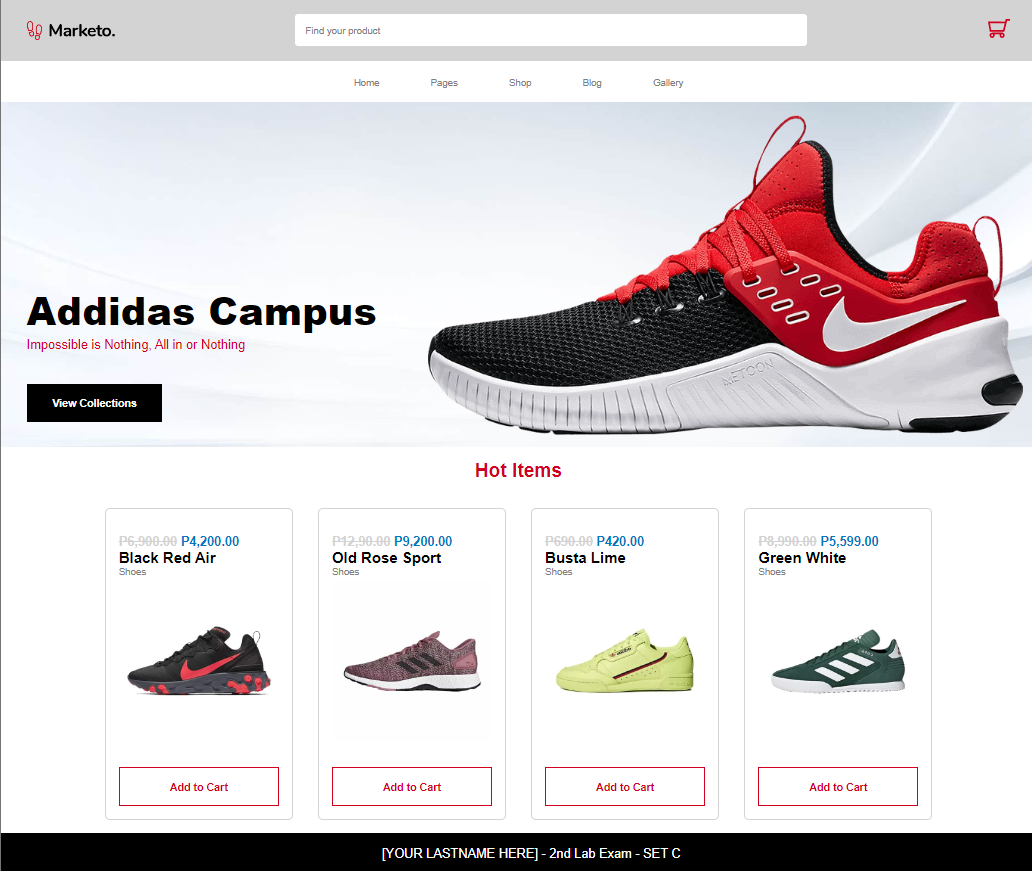 Marketo.
Find your product
Home Pages Shop Blog Gallery
Addidas Campus
Impossible is Nothing, All in or Nothing
View Collections
METCON
Hot Items
P6,900.00 P4,200.00
Black Red Air
Shoes
Add to Cart
P12,90.00 P9,200.00
Old Rose Sport
Shoes
Add to Cart
P690.00 P420.00
Busta Lime
Shoes
Add to Cart
P8,990.00 P5,599.00
Green White
Shoes
Add to Cart
[YOUR LASTNAME HERE] - 2nd Lab Exam - SET C